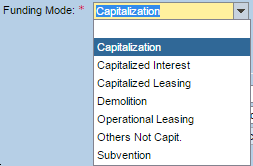 Funding Mode: * Capitalization
Capitalization
Capitalized Interest
Capitalized Leasing
Demolition
Operational Leasing
Others Not Capit.
Subvention